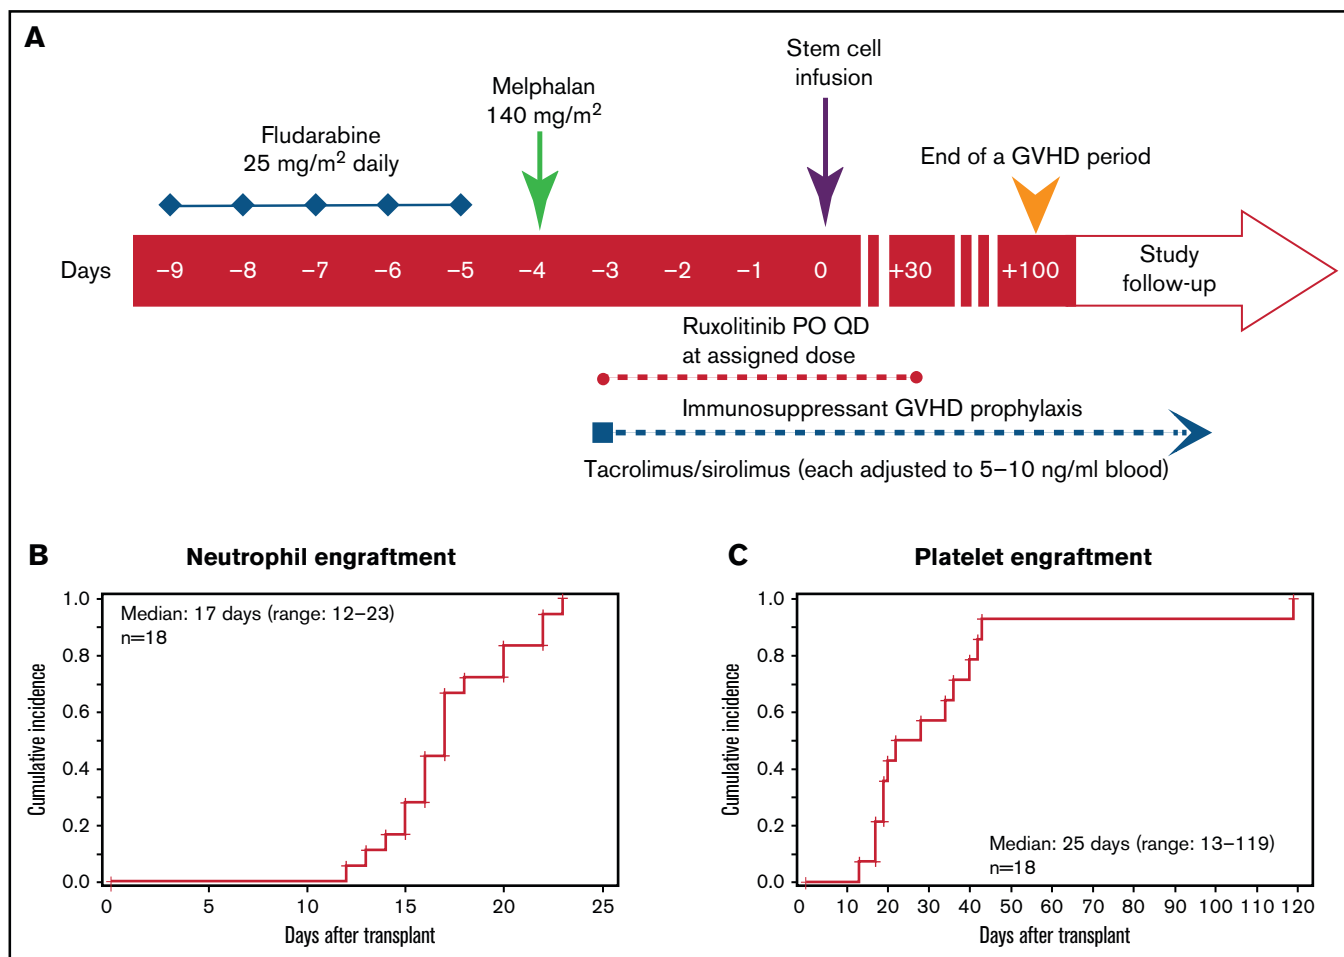 A
Stem cell
infusion
Melphalan
140 mg/m²
Fludarabine
25 mg/m² daily
End of a GVHD period
Days −9 −8 −7 −6 −5 −4 −3 −2 −1 0 +30 +100 Study
follow-up
Ruxolitinib PO QD
at assigned dose
Immunosuppressant GVHD prophylaxis
Tacrolimus/sirolimus (each adjusted to 5–10 ng/ml blood)
B Neutrophil engraftment
Median: 17 days (range: 12–23)
n=18
Cumulative incidence
1.0
0.8
0.6
0.4
0.2
0.0
0 5 10 15 20 25
Days after transplant
C Platelet engraftment
Cumulative incidence
1.0
0.8
0.6
0.4
0.2
0.0
Median: 25 days (range: 13–119)
n=18
0 10 20 30 40 50 60 70 80 90 100 110 120
Days after transplant